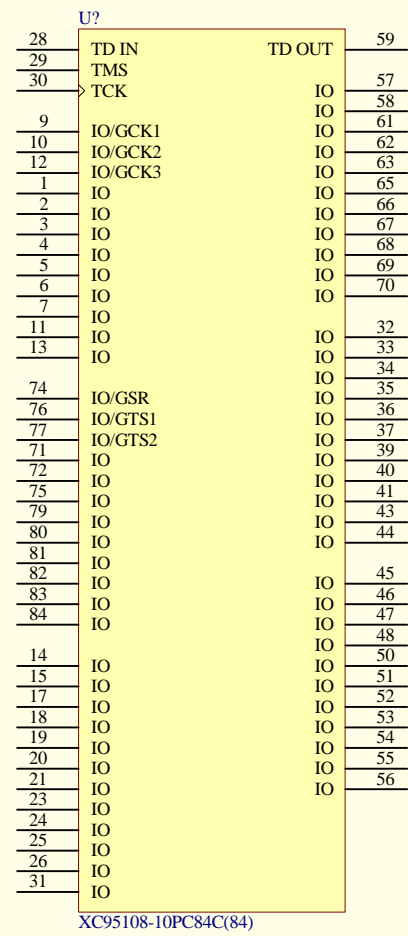 U?
28 TD IN TD OUT 59
29 TMS
30 TCK IO 57
IO 58
9 IO/GCK1 IO 61
10 IO/GCK2 IO 62
12 IO/GCK3 IO 63
1 IO IO 65
2 IO IO 66
3 IO IO 67
4 IO IO 68
5 IO IO 69
6 IO IO 70
7 IO
11 IO IO 32
13 IO IO 33
IO 34
74 IO/GSR IO 35
76 IO/GTS1 IO 36
77 IO/GTS2 IO 37
71 IO IO 39
72 IO IO 40
75 IO IO 41
79 IO IO 43
80 IO IO 44
81 IO
82 IO IO 45
83 IO IO 46
84 IO IO 47
IO 48
14 IO IO 50
15 IO IO 51
17 IO IO 52
18 IO IO 53
19 IO IO 54
20 IO IO 55
21 IO IO 56
23 IO
24 IO
25 IO
26 IO
31 IO
XC95108-10PC84C(84)